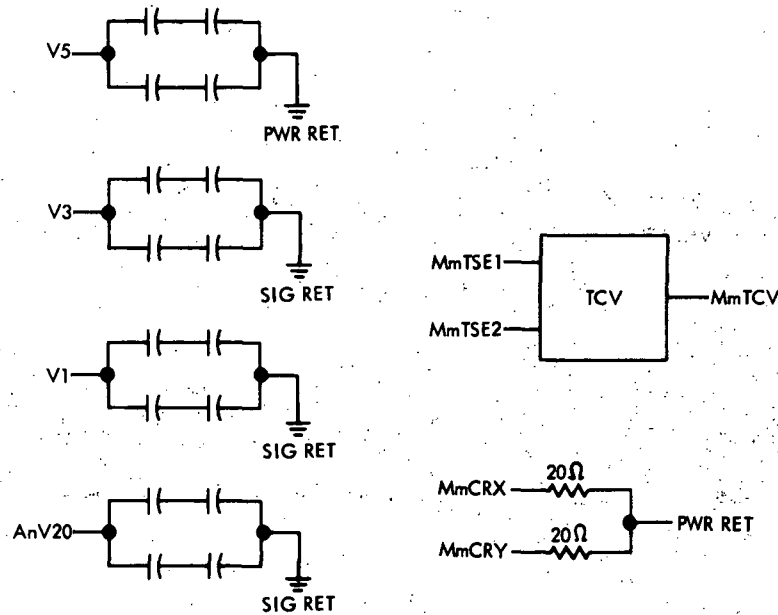 V5
PWR RET
V3
SIG RET
V1
SIG RET
AnV20
SIG RET
MmTSE1
MmTSE2
TCV
MmTCV
MmCRX
20Ω
MmCRY
20Ω
PWR RET